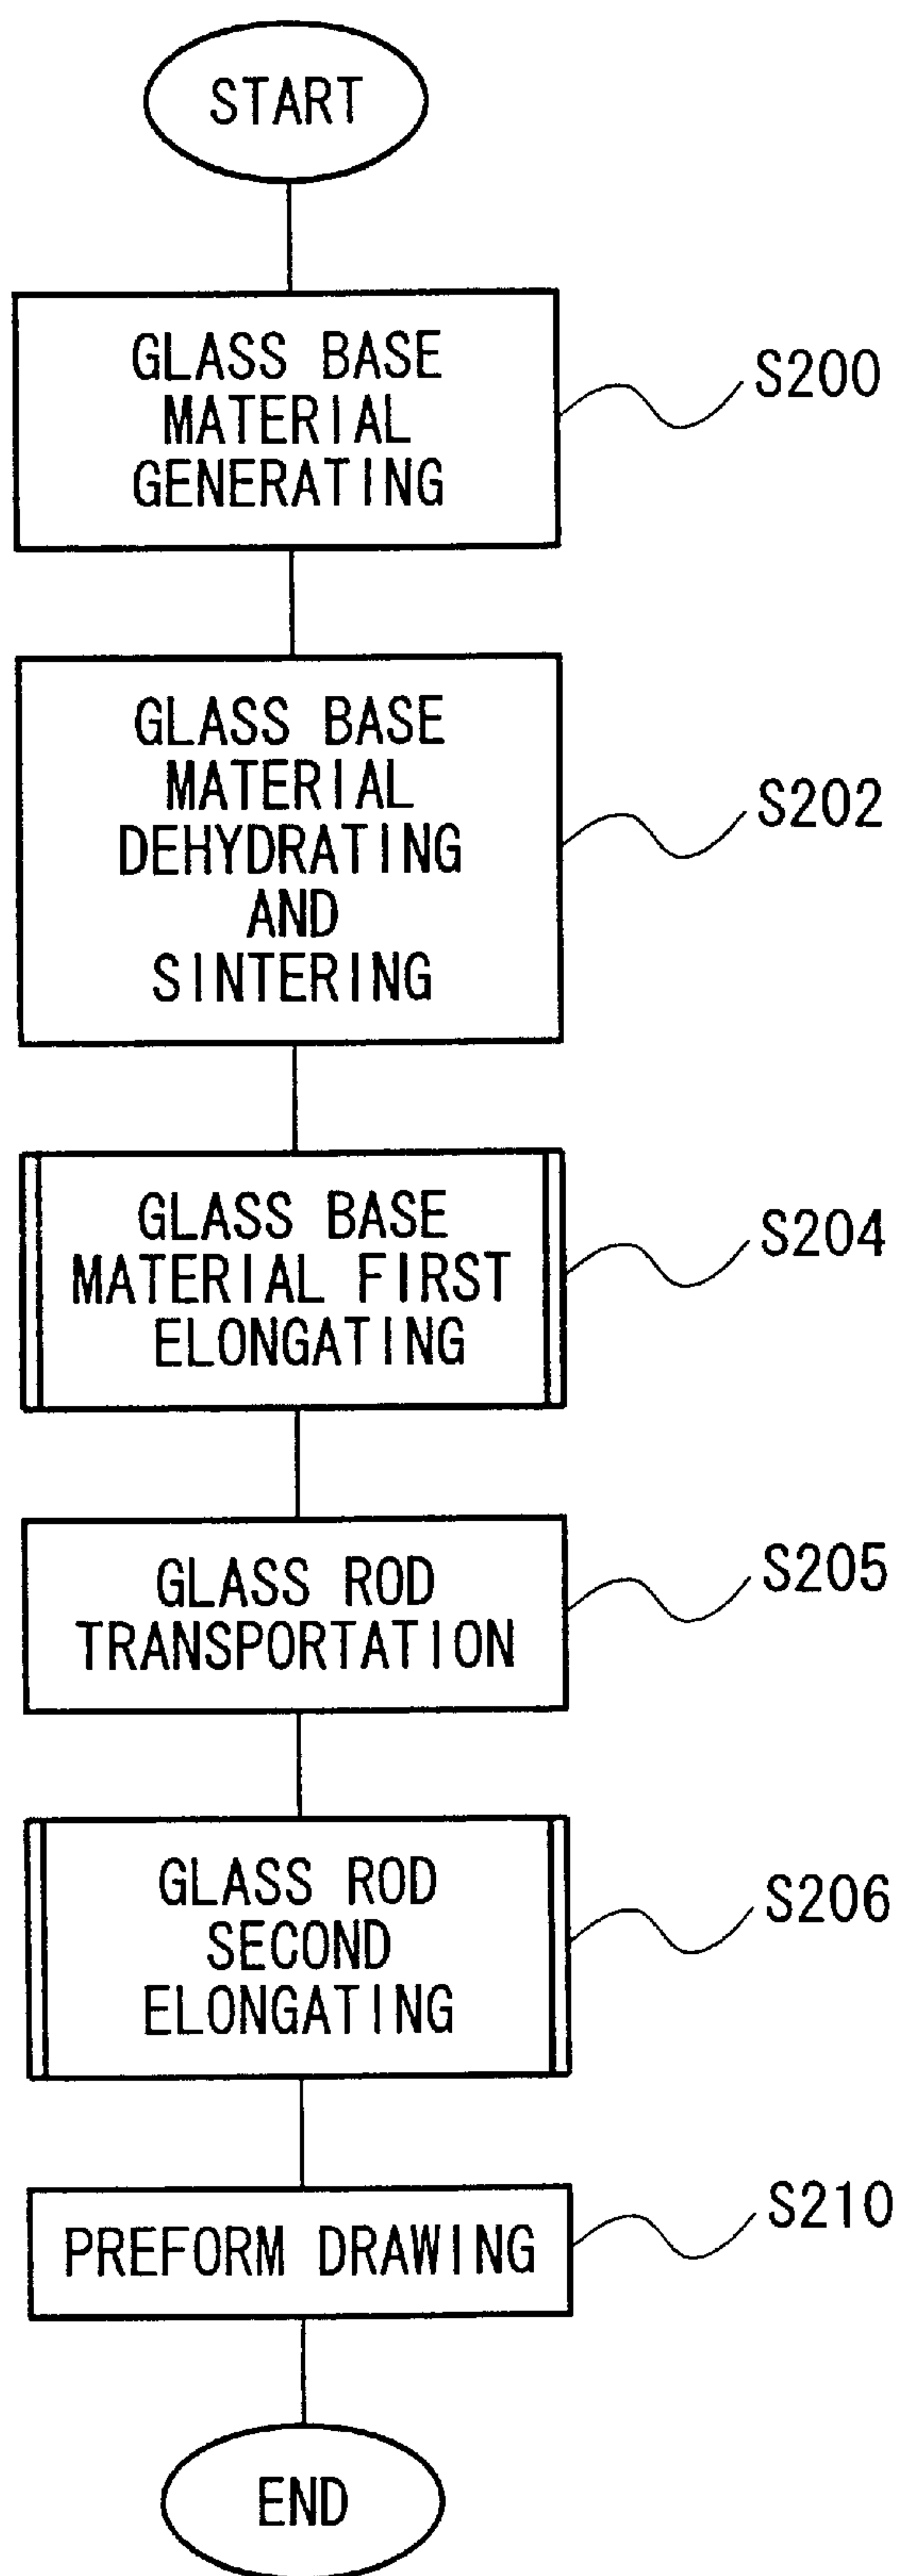 START
GLASS BASE
MATERIAL
GENERATING
S200
GLASS BASE
MATERIAL
DEHYDRATING
AND
SINTERING
S202
GLASS BASE
MATERIAL FIRST
ELONGATING
S204
GLASS ROD
TRANSPORTATION
S205
GLASS ROD
SECOND
ELONGATING
S206
PREFORM DRAWING
S210
END